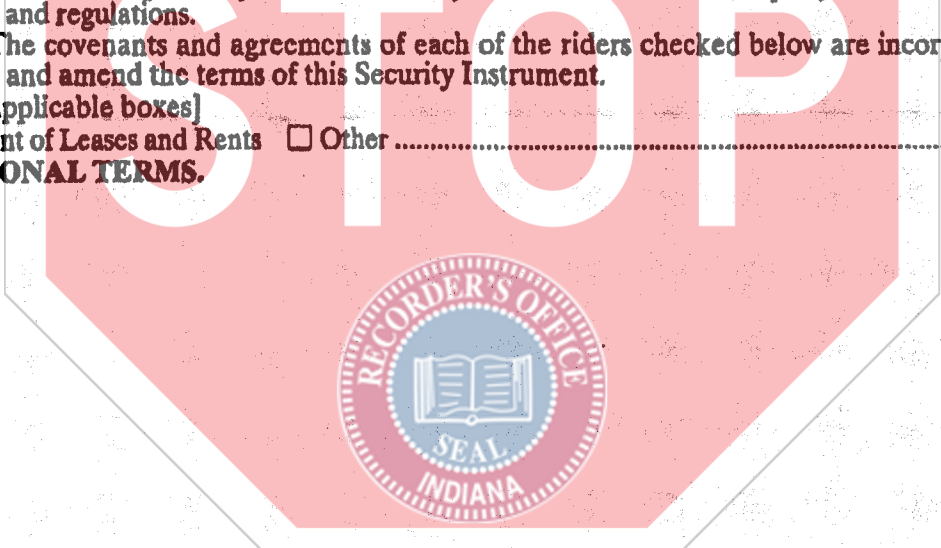 and regulations.
he covenants and agreements of each of the riders checked below are incor
and amend the terms of this Security Instrument.
pplicable boxes]
nt of Leases and Rents ☐ Other ................................................................
ONAL TERMS.
STOP
RECORDER'S OFFICE
SEAL
INDIANA